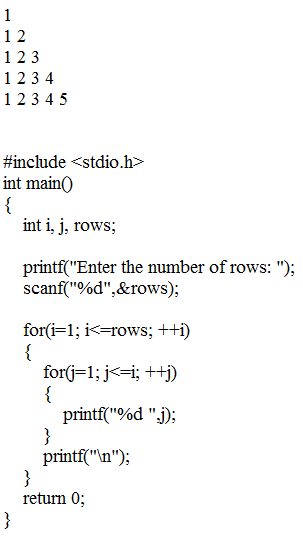 1
1 2
1 2 3
1 2 3 4
1 2 3 4 5
#include <stdio.h>
int main()
{
int i, j, rows;
printf("Enter the number of rows: ");
scanf("%d",&rows);
for(i=1; i<=rows; ++i)
{
for(j=1; j<=i; ++j)
{
printf("%d ",j);
}
printf("\n");
}
return 0;
}